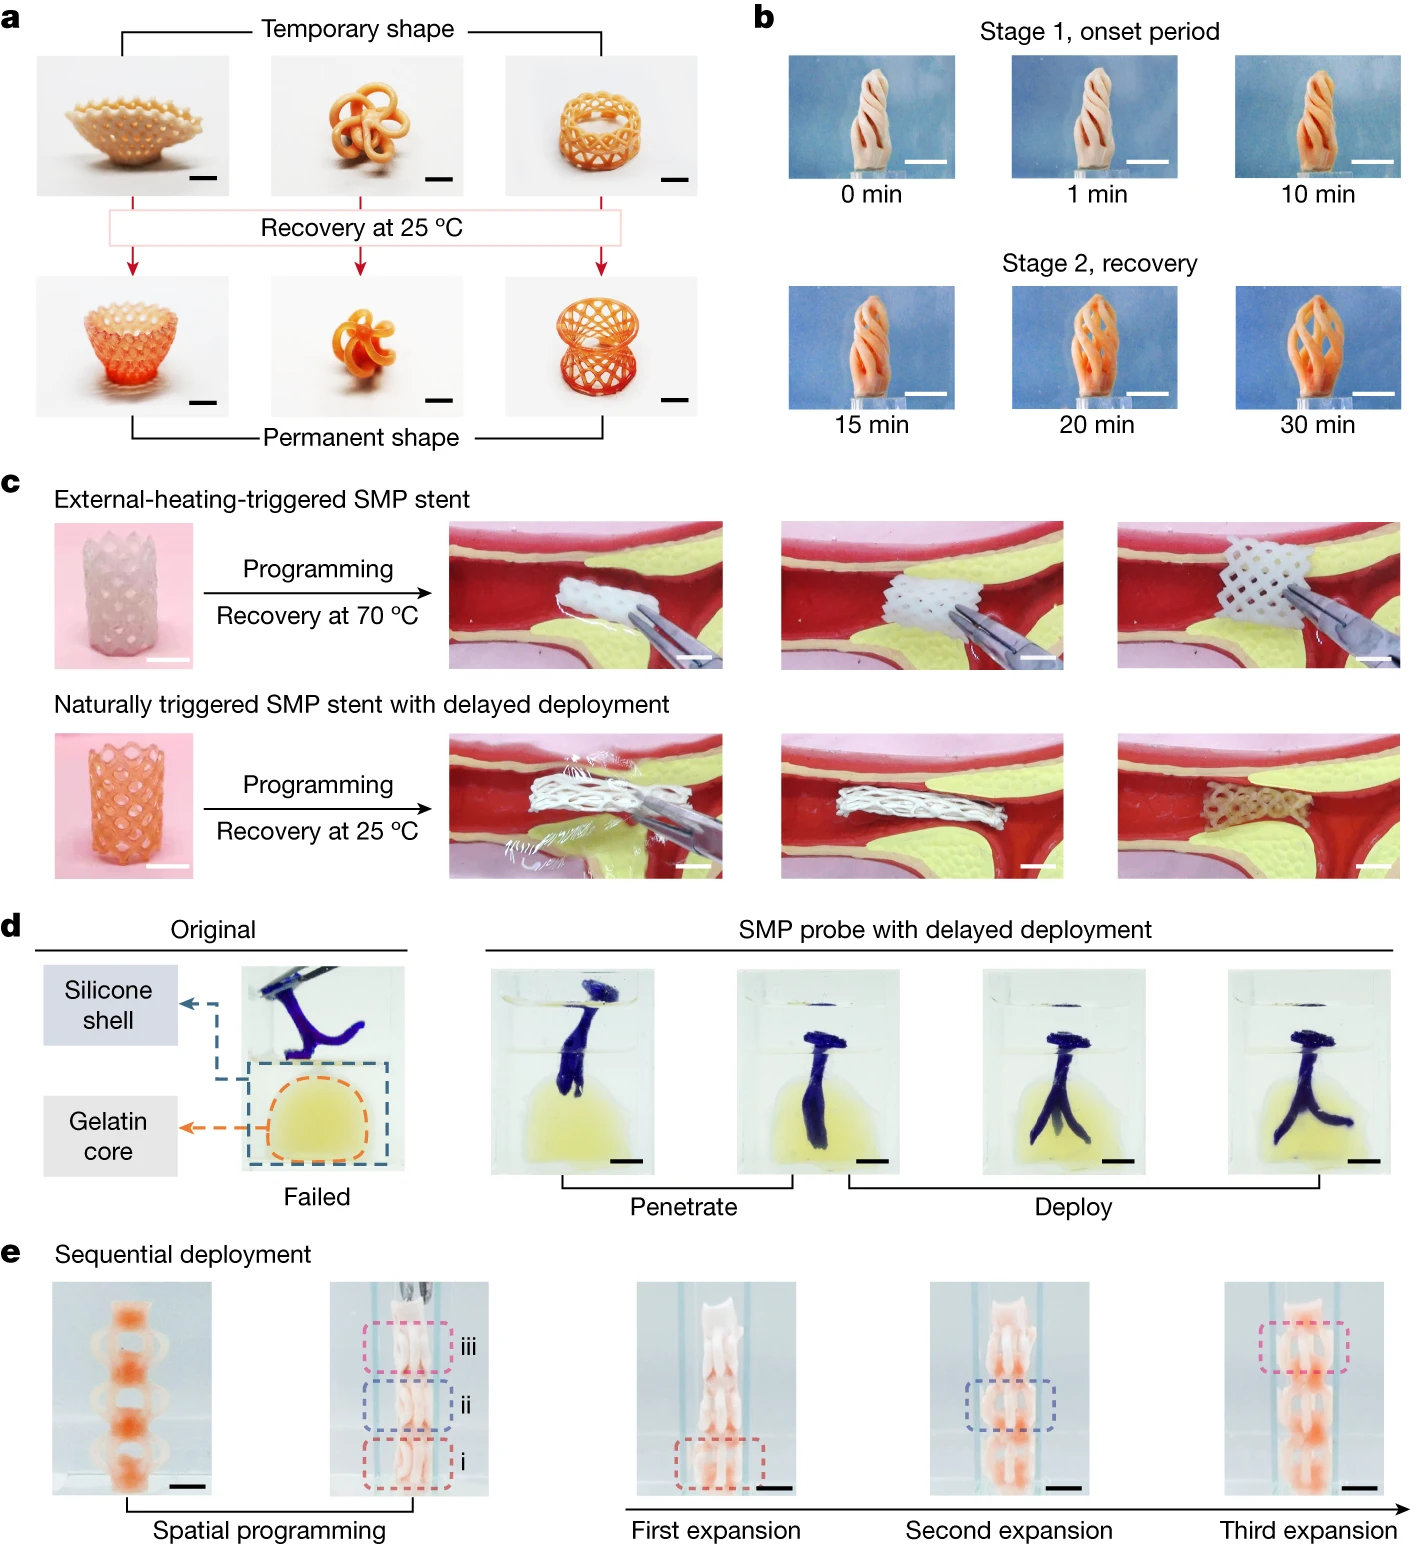 a
Temporary shape
Recovery at 25 ºC
Permanent shape
b
Stage 1, onset period
0 min
1 min
10 min
Stage 2, recovery
15 min
20 min
30 min
c
External-heating-triggered SMP stent
Programming
Recovery at 70 ºC
Naturally triggered SMP stent with delayed deployment
Programming
Recovery at 25 ºC
d
Original
Silicone
shell
Gelatin
core
Failed
SMP probe with delayed deployment
Penetrate
Deploy
e
Sequential deployment
iii
ii
i
Spatial programming
First expansion
Second expansion
Third expansion